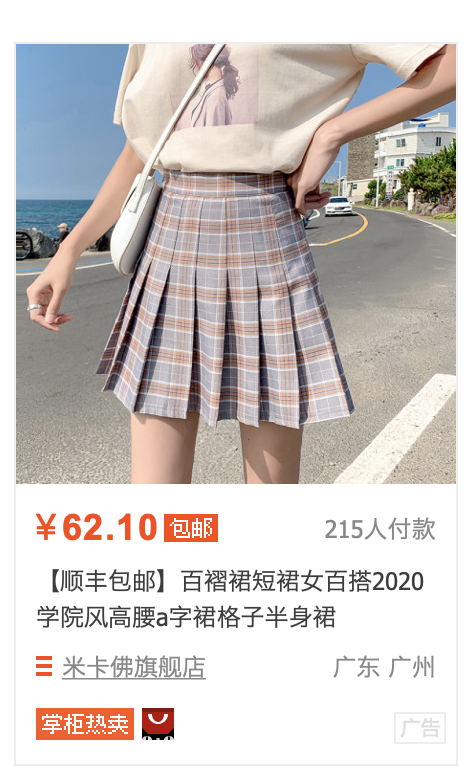 ¥62.10 包邮 215人付款
【顺丰包邮】百褶裙短裙女百搭2020
学院风高腰a字裙格子半身裙
米卡佛旗舰店 广东 广州
掌柜热卖 广告